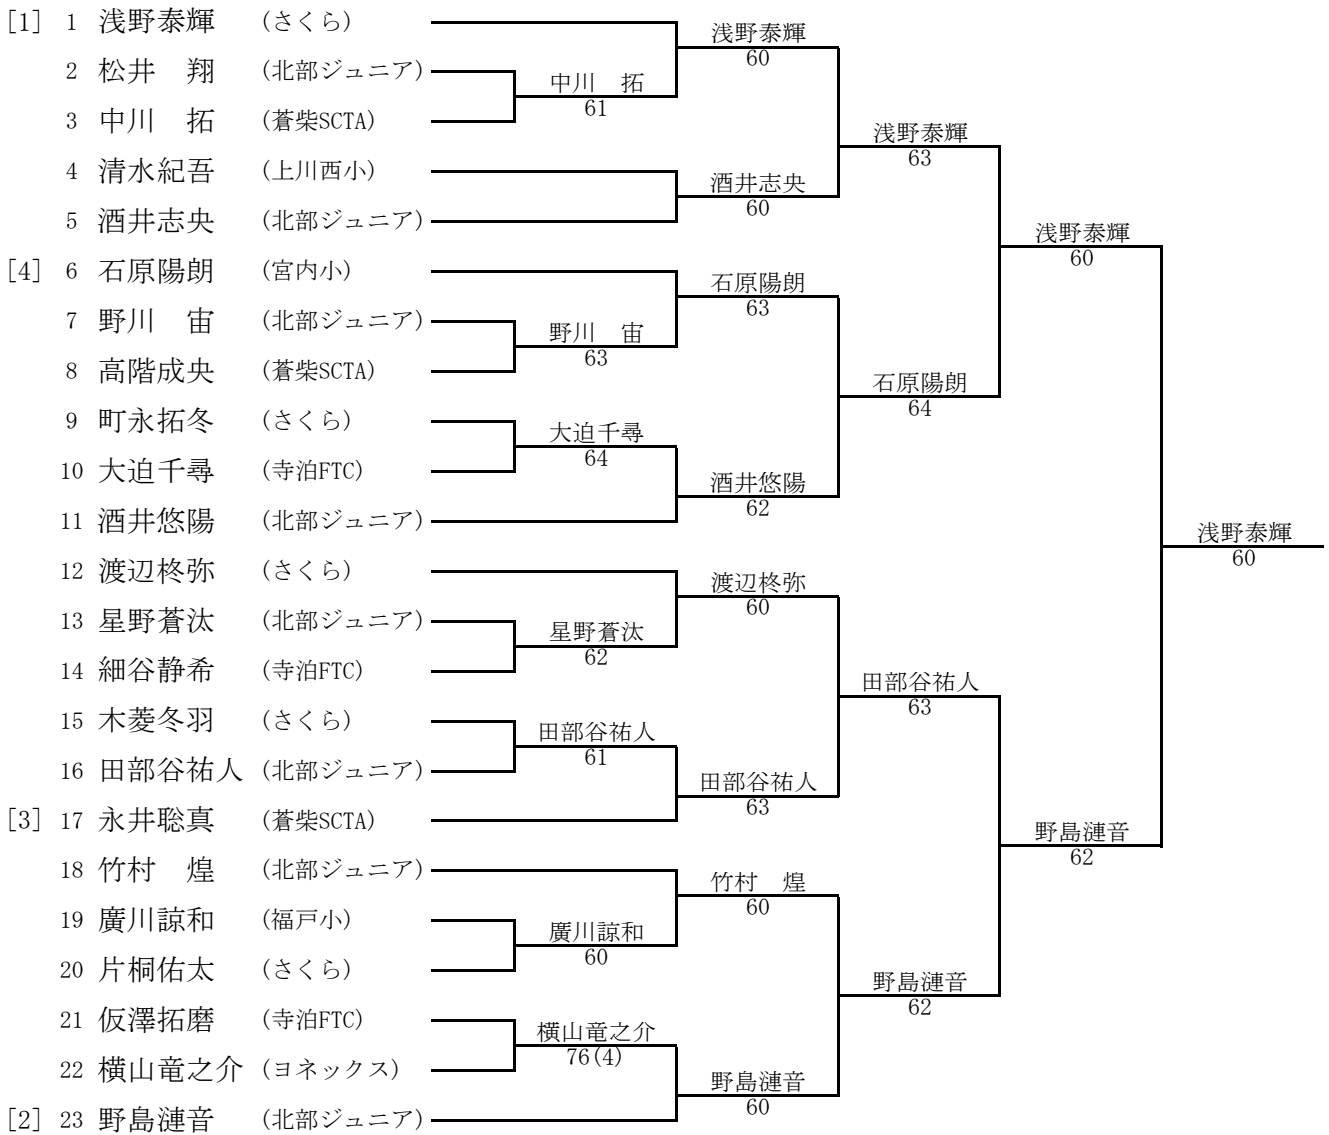 [1] 1 浅野泰輝 (さくら)
2 松井 翔 (北部ジュニア)
3 中川 拓 (蒼柴SCTA)
4 清水紀吾 (上川西小)
5 酒井志央 (北部ジュニア)
[4] 6 石原陽朗 (宮内小)
7 野川 宙 (北部ジュニア)
8 高階成央 (蒼柴SCTA)
9 町永拓冬 (さくら)
10 大迫千尋 (寺泊FTC)
11 酒井悠陽 (北部ジュニア)
12 渡辺柊弥 (さくら)
13 星野蒼汰 (北部ジュニア)
14 細谷静希 (寺泊FTC)
15 木菱冬羽 (さくら)
16 田部谷祐人 (北部ジュニア)
[3] 17 永井聡真 (蒼柴SCTA)
18 竹村 煌 (北部ジュニア)
19 廣川諒和 (福戸小)
20 片桐佑太 (さくら)
21 仮澤拓磨 (寺泊FTC)
22 横山竜之介 (ヨネックス)
[2] 23 野島漣音 (北部ジュニア)
中川 拓
61
野川 宙
63
大迫千尋
64
星野蒼汰
62
田部谷祐人
61
廣川諒和
60
横山竜之介
76(4)
浅野泰輝
60
酒井志央
60
石原陽朗
63
酒井悠陽
62
渡辺柊弥
60
田部谷祐人
63
竹村 煌
60
野島漣音
60
浅野泰輝
63
石原陽朗
64
田部谷祐人
63
野島漣音
62
浅野泰輝
60
野島漣音
62
浅野泰輝
60